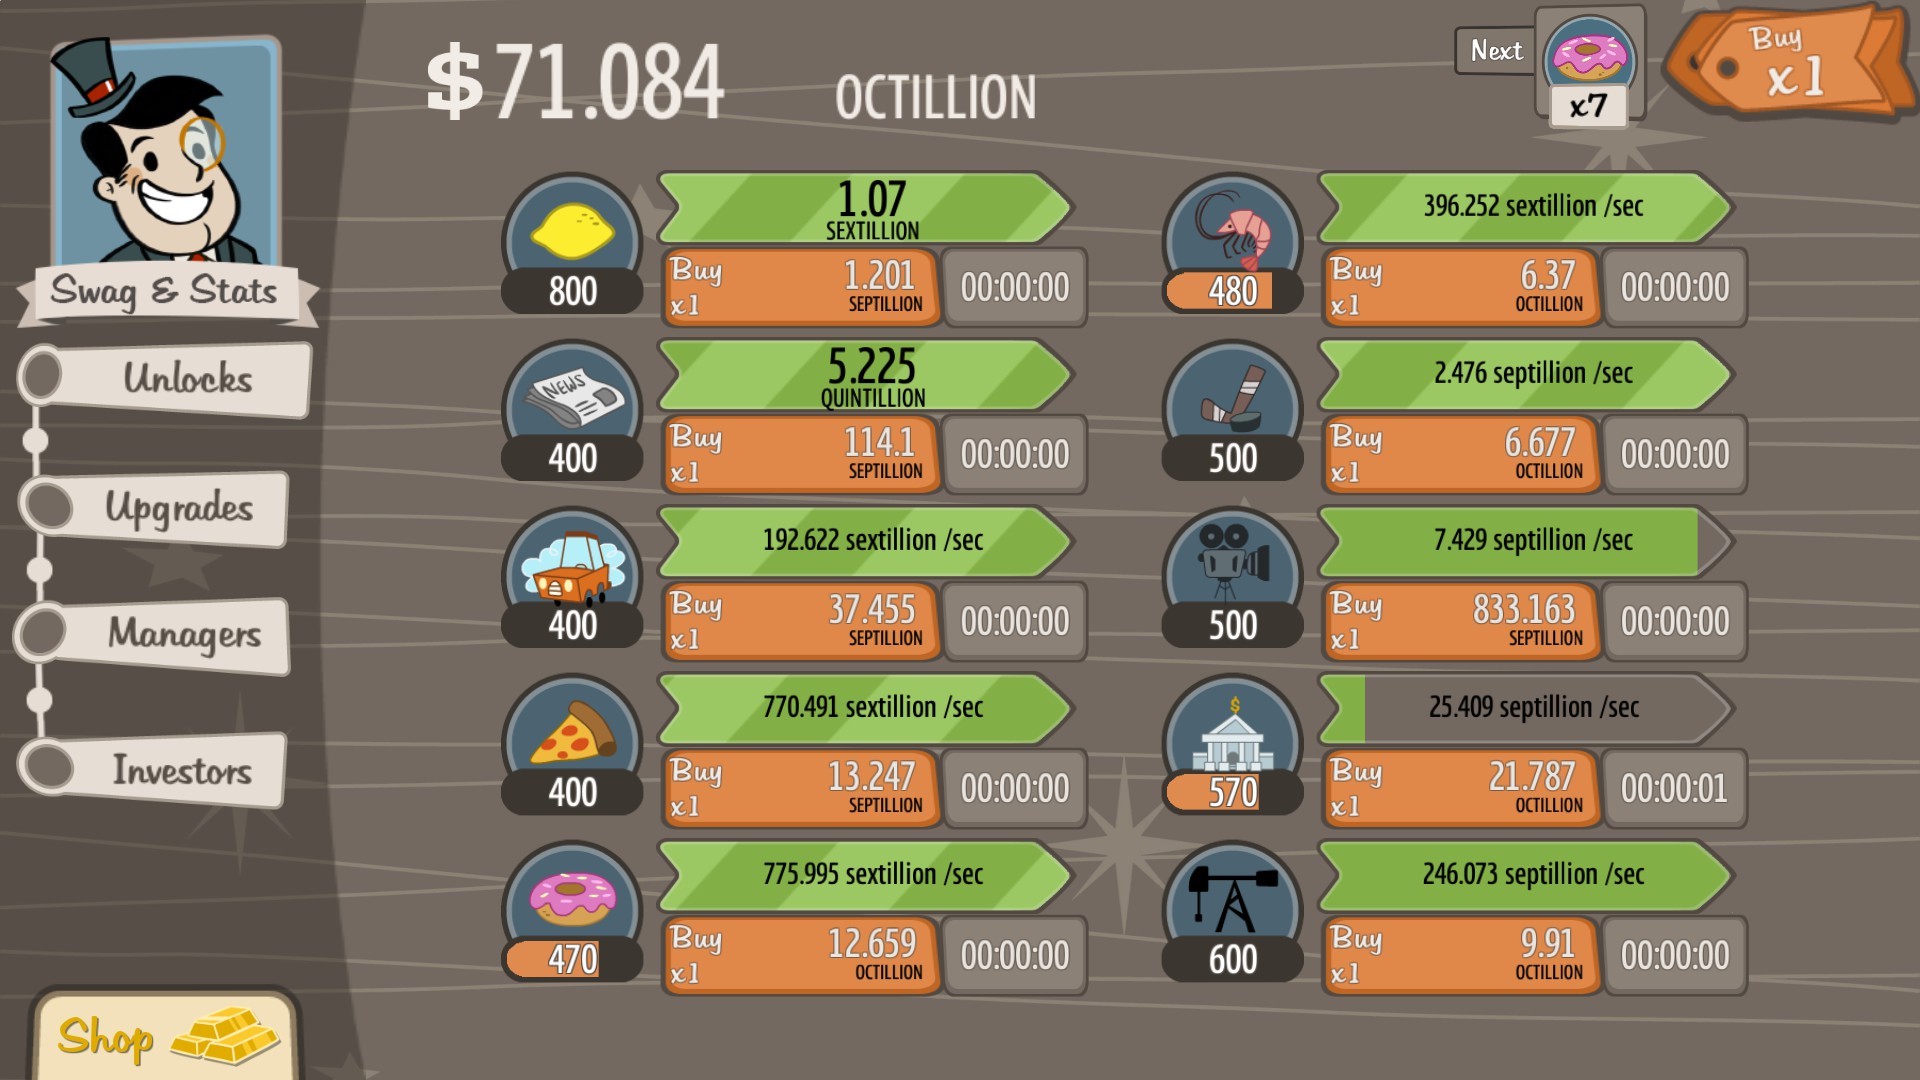 $71.084 OCTILLION
Next
x7
Buy
x1
Swag & Stats
Unlocks
Upgrades
Managers
Investors
Shop
1.07
SEXTILLION
800
Buy
x1
1.201
SEPTILLION
00:00:00
NEWS
5.225
QUINTILLION
400
Buy
x1
114.1
SEPTILLION
00:00:00
192.622 sextillion /sec
400
Buy
x1
37.455
SEPTILLION
00:00:00
770.491 sextillion /sec
400
Buy
x1
13.247
SEPTILLION
00:00:00
775.995 sextillion /sec
470
Buy
x1
12.659
OCTILLION
00:00:00
396.252 sextillion /sec
480
Buy
x1
6.37
OCTILLION
00:00:00
2.476 septillion /sec
500
Buy
x1
6.677
OCTILLION
00:00:00
7.429 septillion /sec
500
Buy
x1
833.163
SEPTILLION
00:00:00
$
25.409 septillion /sec
570
Buy
x1
21.787
OCTILLION
00:00:01
246.073 septillion /sec
600
Buy
x1
9.91
OCTILLION
00:00:00